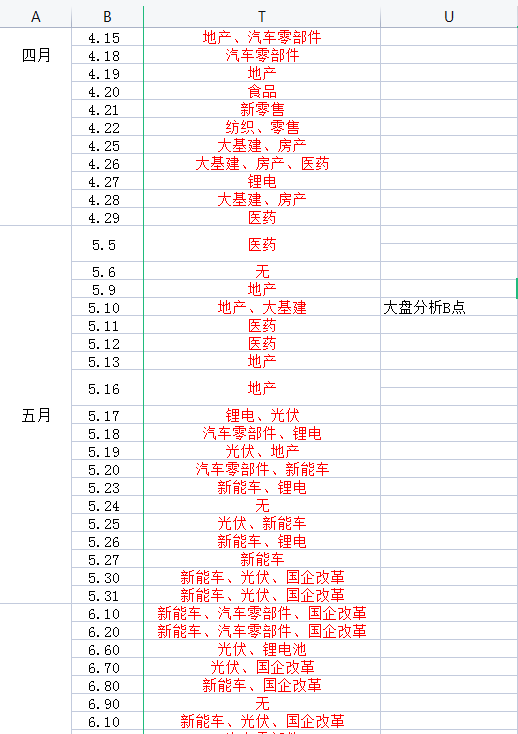 A B T U
4.15 地产、汽车零部件
四月 4.18 汽车零部件
4.19 地产
4.20 食品
4.21 新零售
4.22 纺织、零售
4.25 大基建、房产
4.26 大基建、房产、医药
4.27 锂电
4.28 大基建、房产
4.29 医药
5.5 医药
5.6 无
5.9 地产
5.10 地产、大基建 大盘分析B点
5.11 医药
5.12 医药
5.13 地产
5.16 地产
五月 5.17 锂电、光伏
5.18 汽车零部件、锂电
5.19 光伏、地产
5.20 汽车零部件、新能车
5.23 新能车、锂电
5.24 无
5.25 光伏、新能车
5.26 新能车、锂电
5.27 新能车
5.30 新能车、光伏、国企改革
5.31 新能车、光伏、国企改革
6.10 新能车、汽车零部件、国企改革
6.20 新能车、汽车零部件、国企改革
6.60 光伏、锂电池
6.70 光伏、国企改革
6.80 新能车、国企改革
6.90 无
6.10 新能车、光伏、国企改革